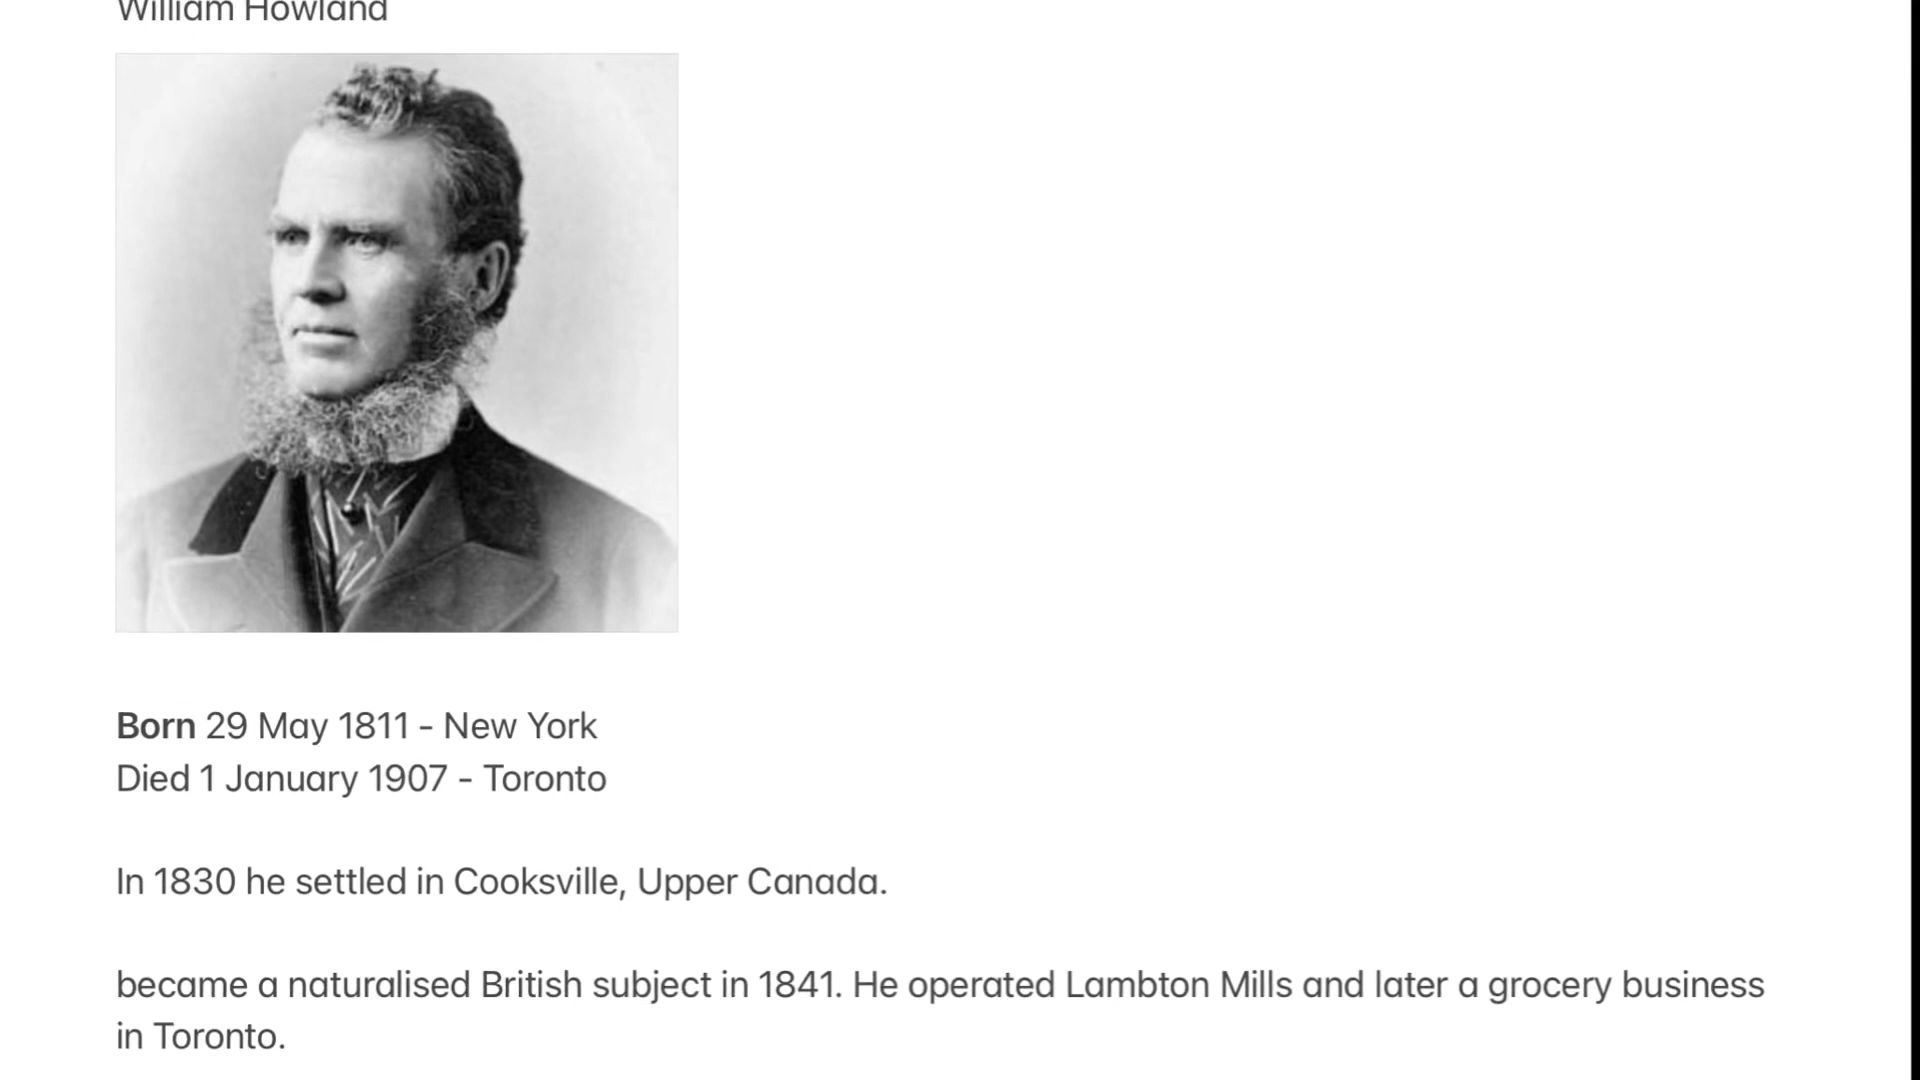 William Howland
Born 29 May 1811 - New York
Died 1 January 1907 - Toronto
In 1830 he settled in Cooksville, Upper Canada.
became a naturalised British subject in 1841. He operated Lambton Mills and later a grocery business
in Toronto.